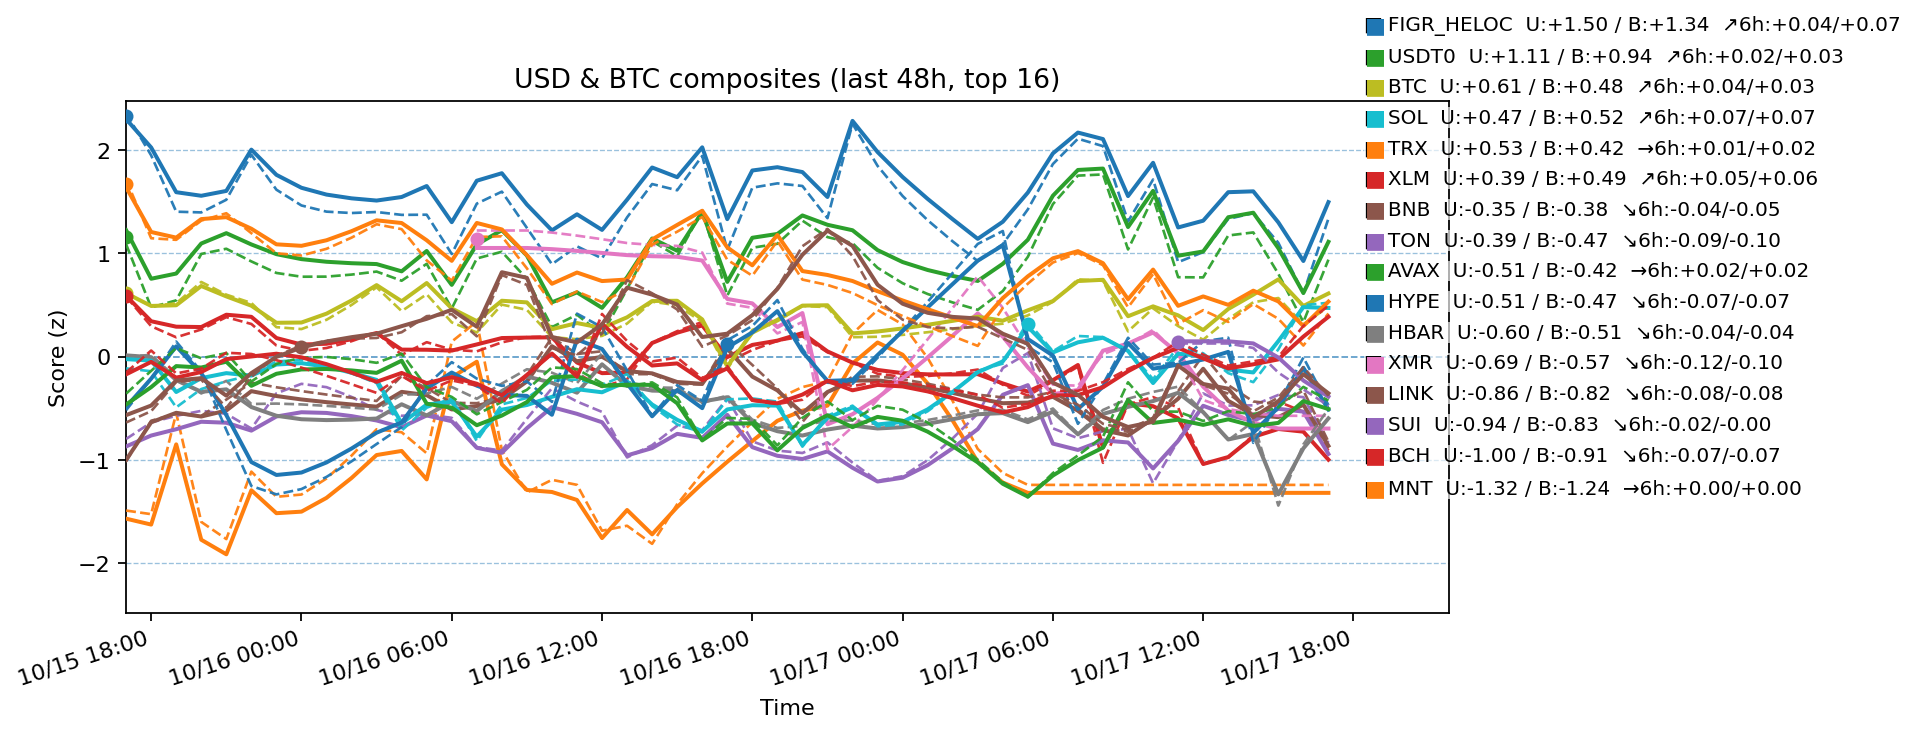 FIGR_HELOC U:+1.50 / B:+1.34 ↗6h:+0.04/+0.07
USDT0 U:+1.11 / B:+0.94 ↗6h:+0.02/+0.03
USD & BTC composites (last 48h, top 16)
BTC U:+0.61 / B:+0.48 ↗6h:+0.04/+0.03
SOL U:+0.47 / B:+0.52 ↗6h:+0.07/+0.07
TRX U:+0.53 / B:+0.42 →6h:+0.01/+0.02
XLM U:+0.39 / B:+0.49 ↗6h:+0.05/+0.06
BNB U:-0.35 / B:-0.38 ↘6h:-0.04/-0.05
TON U:-0.39 / B:-0.47 ↘6h:-0.09/-0.10
AVAX U:-0.51 / B:-0.42 →6h:+0.02/+0.02
HYPE U:-0.51 / B:-0.47 ↘6h:-0.07/-0.07
HBAR U:-0.60 / B:-0.51 ↘6h:-0.04/-0.04
XMR U:-0.69 / B:-0.57 ↘6h:-0.12/-0.10
LINK U:-0.86 / B:-0.82 ↘6h:-0.08/-0.08
SUI U:-0.94 / B:-0.83 ↘6h:-0.02/-0.00
BCH U:-1.00 / B:-0.91 ↘6h:-0.07/-0.07
MNT U:-1.32 / B:-1.24 →6h:+0.00/+0.00
Score (z)
2
1
0
−1
−2
10/15 18:00
10/16 00:00
10/16 06:00
10/16 12:00
10/16 18:00
10/17 00:00
10/17 06:00
10/17 12:00
10/17 18:00
Time